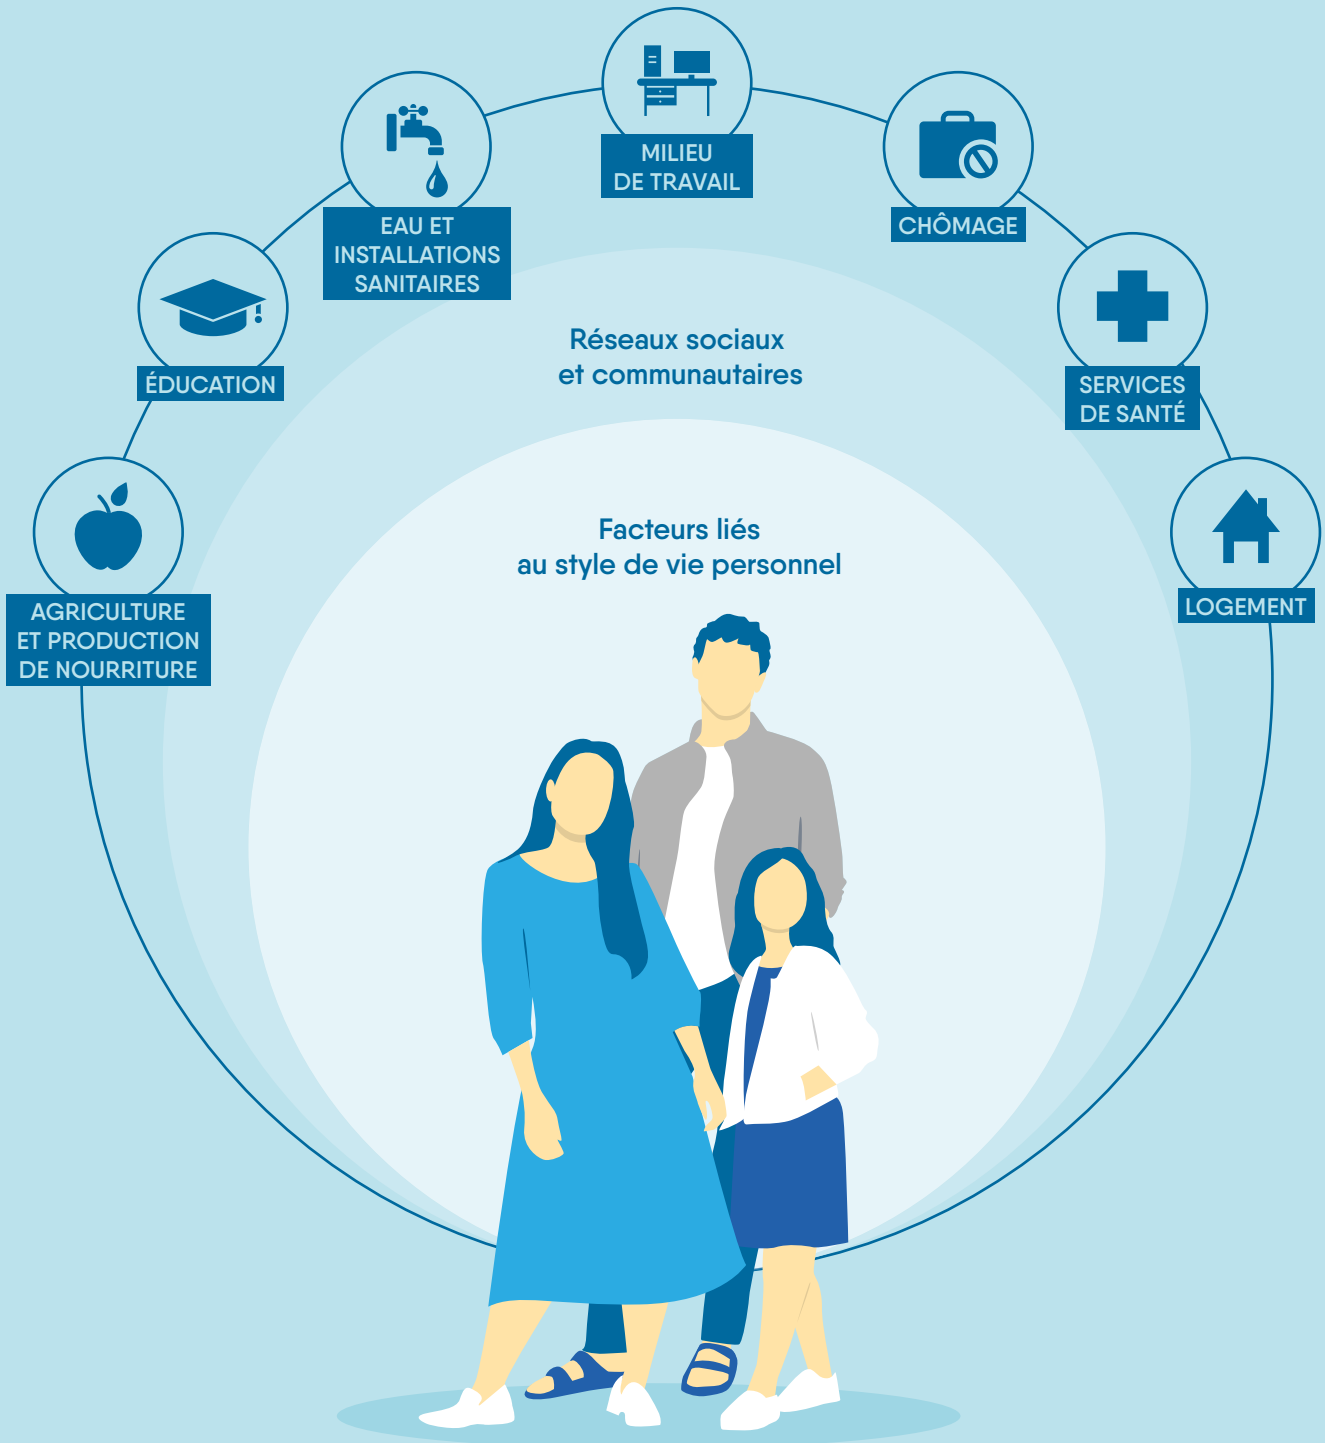 MILIEU
DE TRAVAIL
EAU ET
INSTALLATIONS
SANITAIRES
CHÔMAGE
ÉDUCATION
SERVICES
DE SANTÉ
AGRICULTURE
ET PRODUCTION
DE NOURRITURE
LOGEMENT
Réseaux sociaux
et communautaires
Facteurs liés
au style de vie personnel